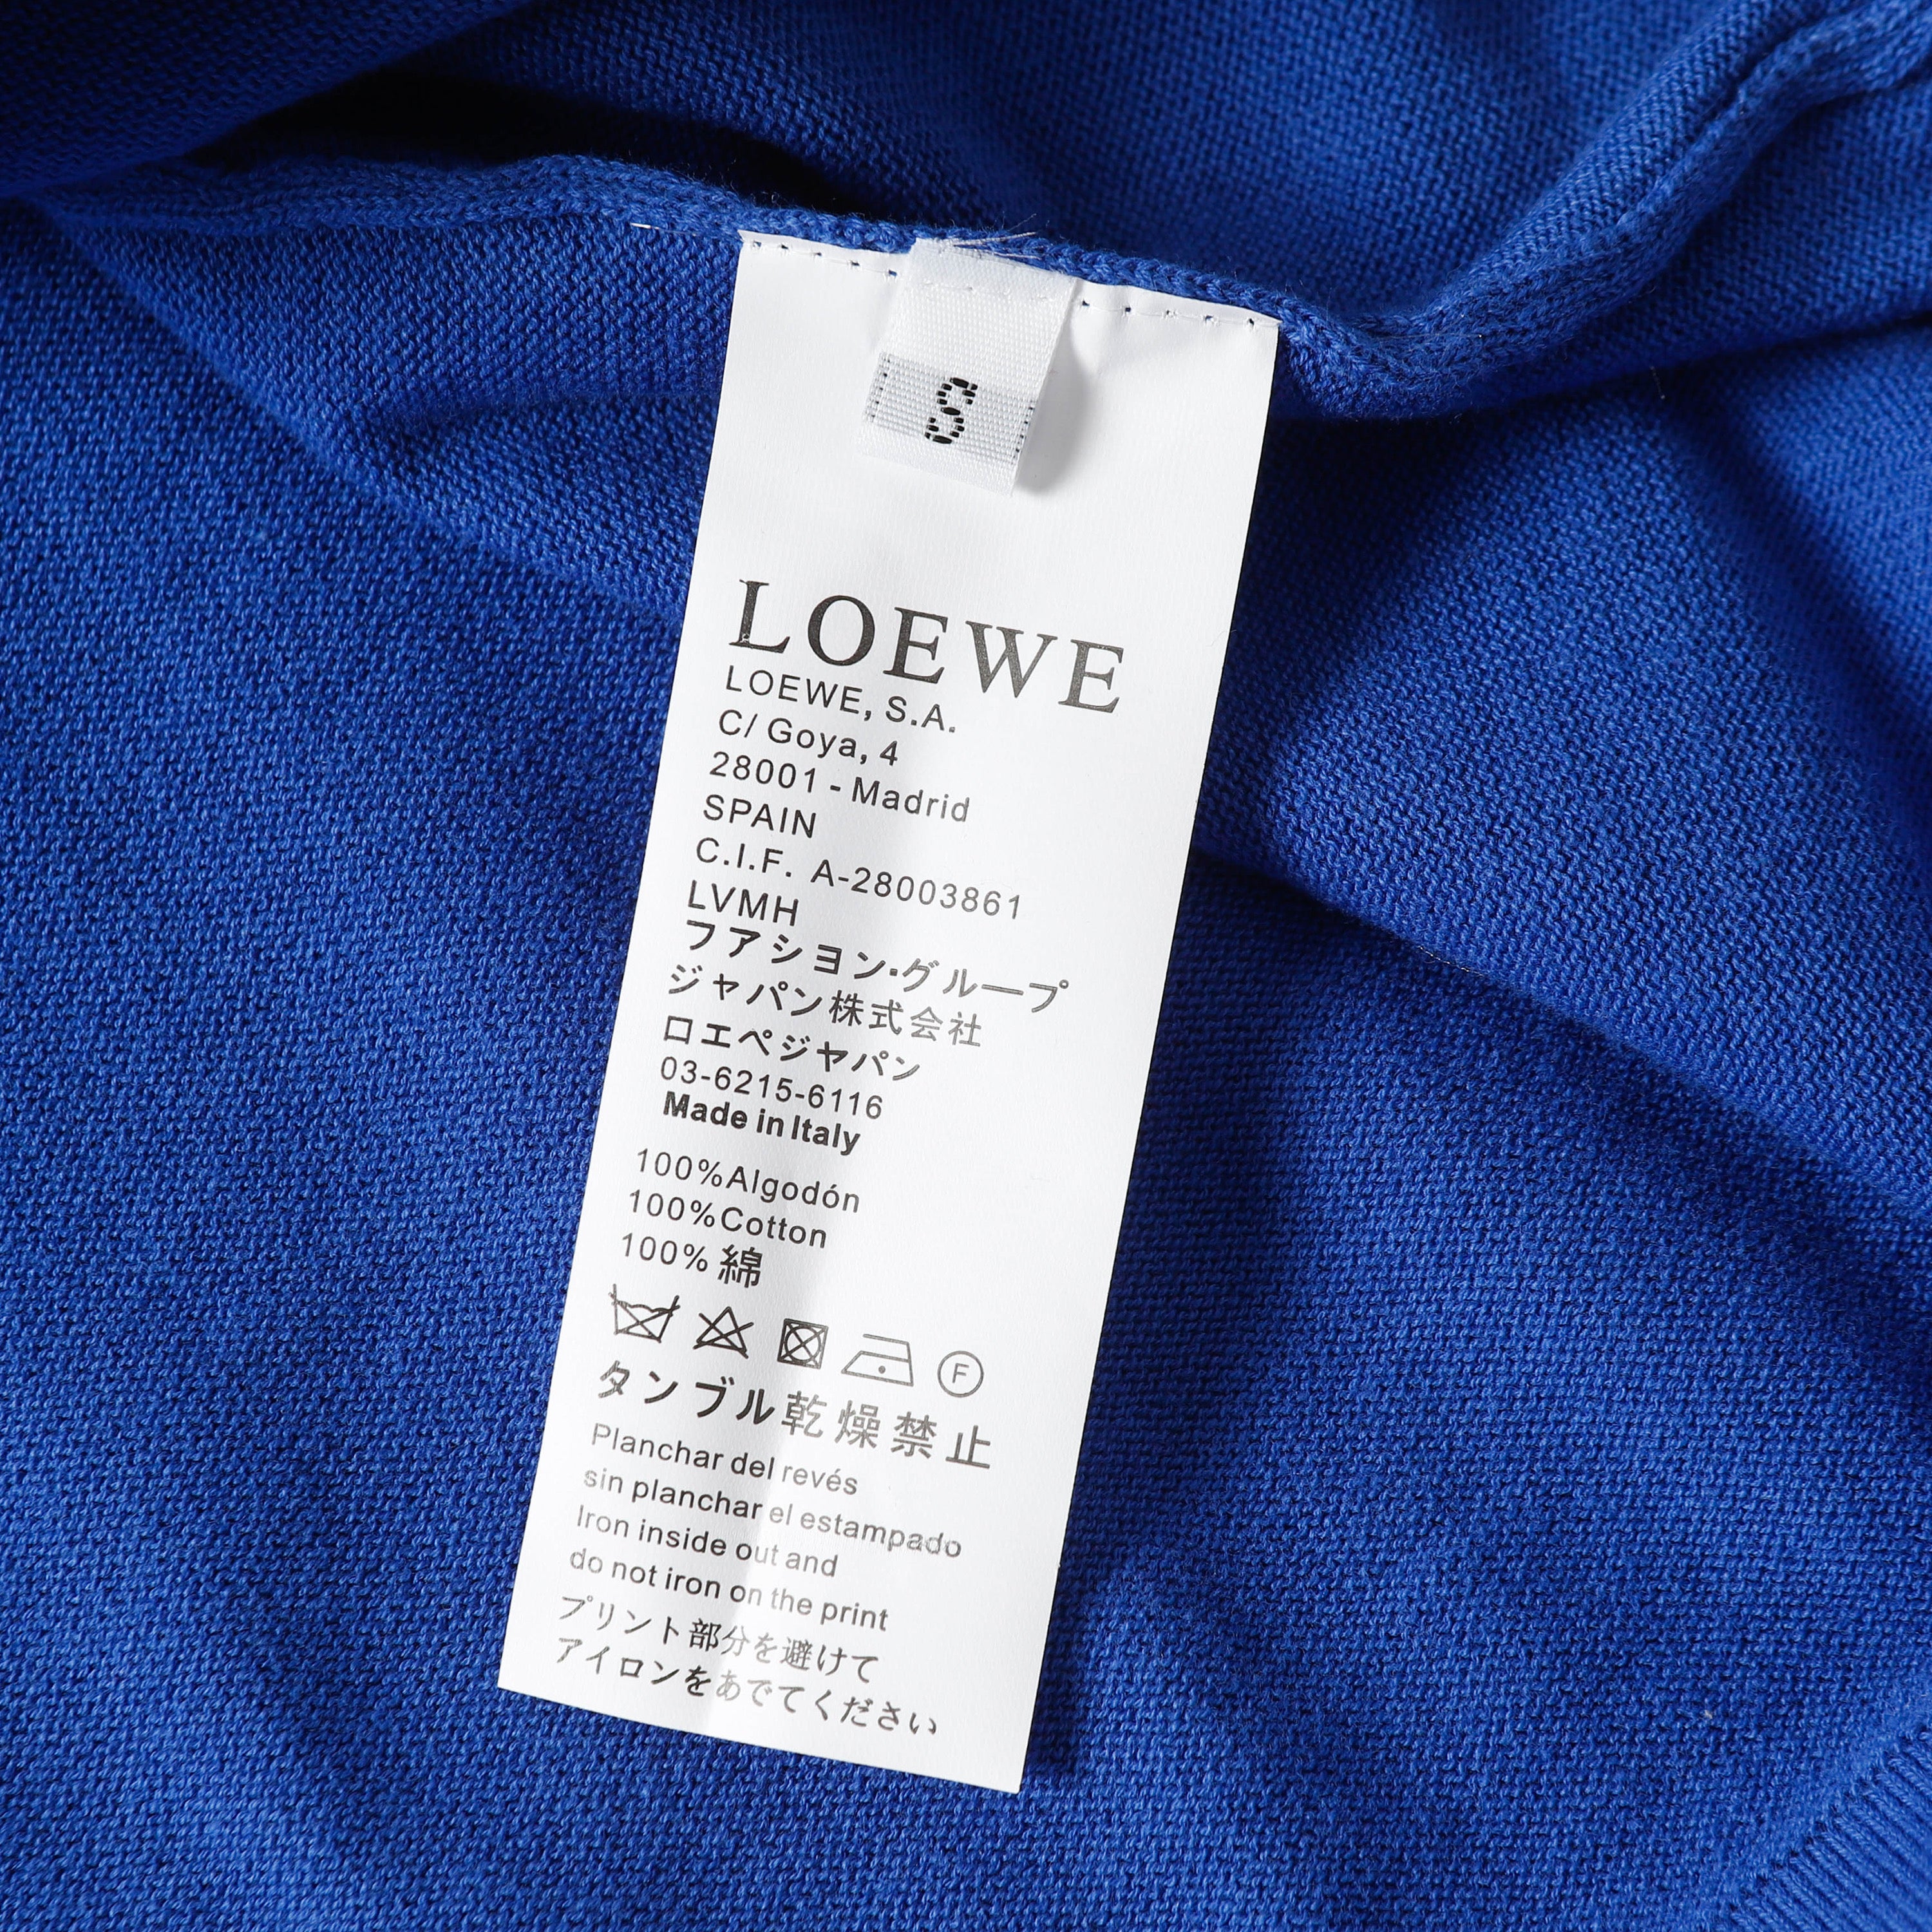 S
LOEWE
LOEWE, S.A.
C/ Goya, 4
28001 - Madrid
SPAIN
C.I.F. A-28003861
LVMH
フアシヨン·グループ
ジャパン株式会社
ロエペジャパン
03-6215-6116
Made in Italy
100%Algodón
100%Cotton
100% 綿
F
タンブル乾燥禁止
Planchar del revés
sin planchar el estampado
Iron inside out and
do not iron on the print
プリント部分を避けて
アイロンをあでてください